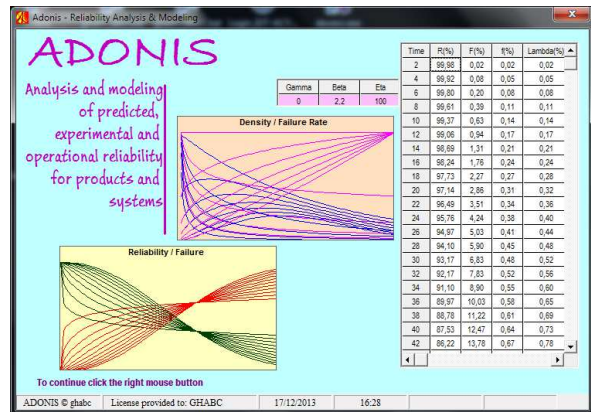 Adonis - Reliability Analysis & Modeling
ADONIS
Analysis and modeling
of predicted,
experimental and
operational reliability
for products and
systems
Gamma Beta Eta
0 2,2 100
Density / Failure Rate
Reliability / Failure
Time R(%) F(%) f(%) Lambda(%)
2 99,98 0,02 0,02 0,02
4 99,92 0,08 0,05 0,05
6 99,80 0,20 0,08 0,08
8 99,61 0,39 0,11 0,11
10 99,37 0,63 0,14 0,14
12 99,06 0,94 0,17 0,17
14 98,69 1,31 0,21 0,21
16 98,24 1,76 0,24 0,24
18 97,73 2,27 0,27 0,28
20 97,14 2,86 0,31 0,32
22 96,49 3,51 0,34 0,36
24 95,76 4,24 0,38 0,40
26 94,97 5,03 0,41 0,44
28 94,10 5,90 0,45 0,48
30 93,17 6,83 0,48 0,52
32 92,17 7,83 0,52 0,56
34 91,10 8,90 0,55 0,60
36 89,97 10,03 0,58 0,65
38 88,78 11,22 0,61 0,69
40 87,53 12,47 0,64 0,73
42 86,22 13,78 0,67 0,78
To continue click the right mouse button
ADONIS © ghabc License provided to: GHABC 17/12/2013 16:28